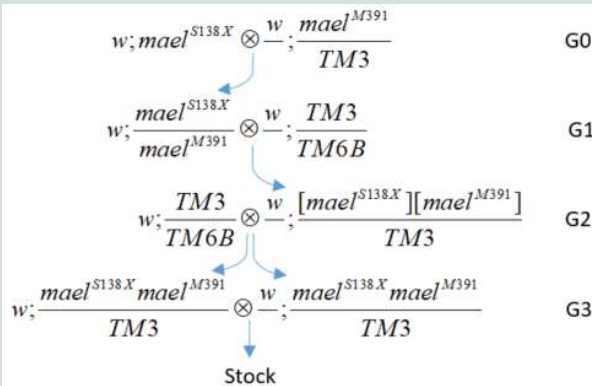 w; mael^S138X ⊗ w/ ; mael^M391/TM3 G0
w; mael^S138X/mael^M391 ⊗ w/ ; TM3/TM6B G1
w; TM3/TM6B ⊗ w/ ; [mael^S138X][mael^M391]/TM3 G2
w; mael^S138X mael^M391/TM3 ⊗ w/ ; mael^S138X mael^M391/TM3 G3
Stock